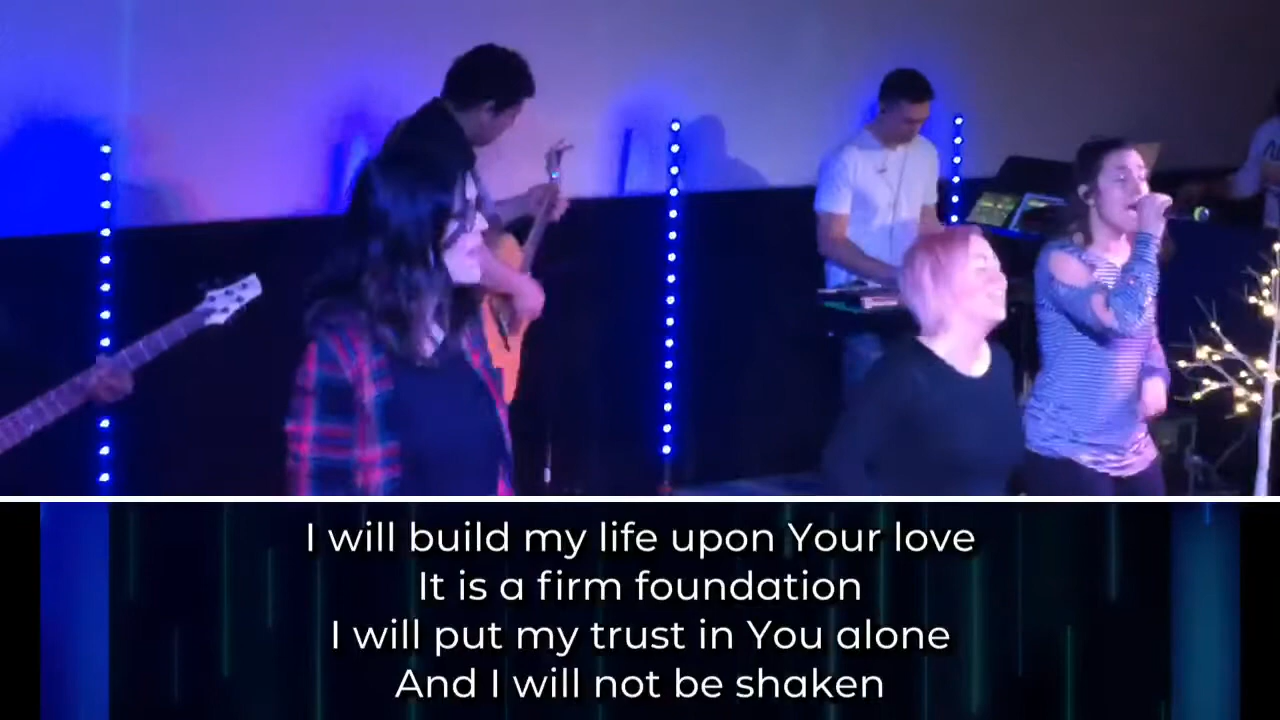 I will build my life upon Your love
It is a firm foundation
I will put my trust in You alone
And I will not be shaken